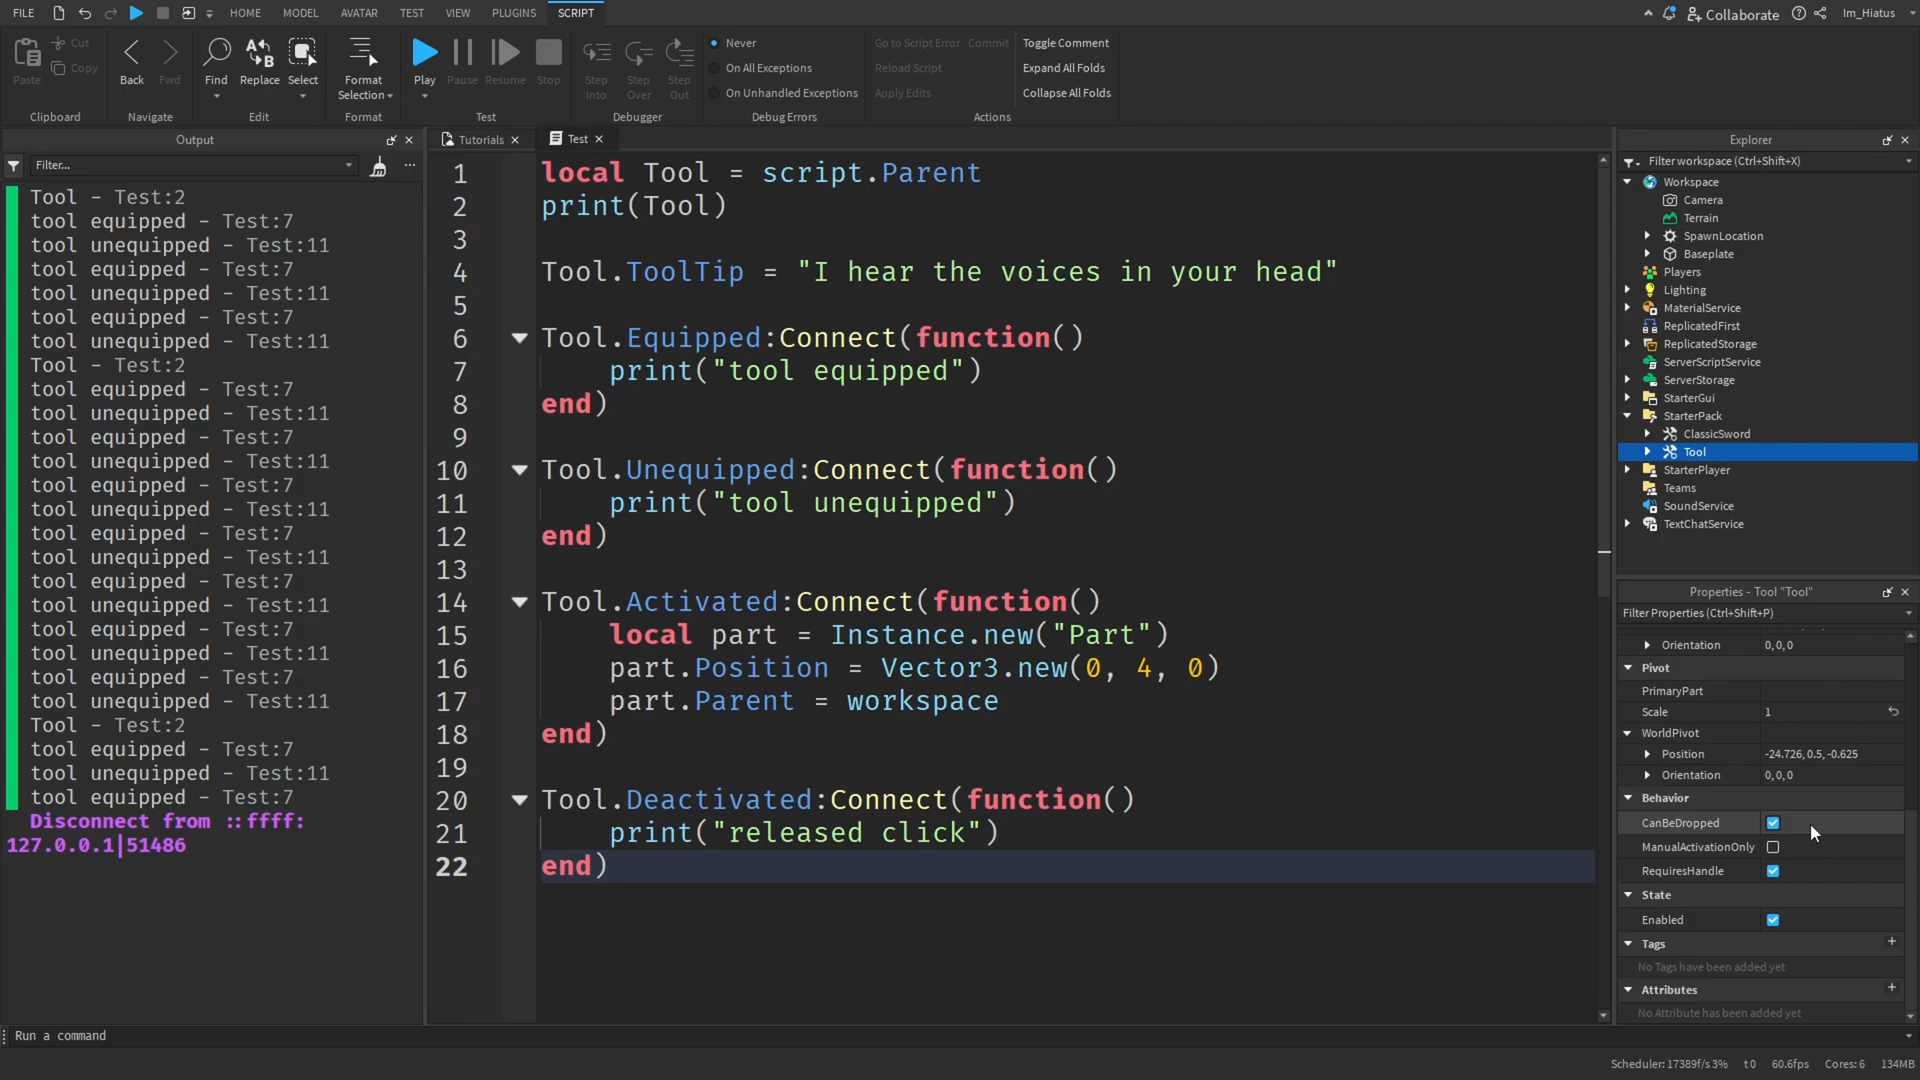 FILE HOME MODEL AVATAR TEST VIEW PLUGINS SCRIPT Collaborate Im_Hiatus
Paste Cut Copy Back Fwd Find Replace Select Format Selection Play Pause Resume Stop Step Into Step Over Step Out
Never
On All Exceptions
On Unhandled Exceptions
Go to Script Error Commit
Reload Script
Apply Edits
Toggle Comment
Expand All Folds
Collapse All Folds
Clipboard Navigate Edit Format Test Debugger Debug Errors Actions
Output
Filter...
Tool - Test:2
tool equipped - Test:7
tool unequipped - Test:11
tool equipped - Test:7
tool unequipped - Test:11
tool equipped - Test:7
tool unequipped - Test:11
Tool - Test:2
tool equipped - Test:7
tool unequipped - Test:11
tool equipped - Test:7
tool unequipped - Test:11
tool equipped - Test:7
tool unequipped - Test:11
tool equipped - Test:7
tool unequipped - Test:11
tool equipped - Test:7
tool unequipped - Test:11
tool equipped - Test:7
tool unequipped - Test:11
tool equipped - Test:7
tool unequipped - Test:11
Tool - Test:2
tool equipped - Test:7
tool unequipped - Test:11
tool equipped - Test:7
Disconnect from ::ffff:
127.0.0.1|51486
Tutorials Test
1 local Tool = script.Parent
2 print(Tool)
3
4 Tool.ToolTip = "I hear the voices in your head"
5
6 Tool.Equipped:Connect(function()
7 print("tool equipped")
8 end)
9
10 Tool.Unequipped:Connect(function()
11 print("tool unequipped")
12 end)
13
14 Tool.Activated:Connect(function()
15 local part = Instance.new("Part")
16 part.Position = Vector3.new(0, 4, 0)
17 part.Parent = workspace
18 end)
19
20 Tool.Deactivated:Connect(function()
21 print("released click")
22 end)
Explorer
Filter workspace (Ctrl+Shift+X)
Workspace
Camera
Terrain
SpawnLocation
Baseplate
Players
Lighting
MaterialService
ReplicatedFirst
ReplicatedStorage
ServerScriptService
ServerStorage
StarterGui
StarterPack
ClassicSword
Tool
StarterPlayer
Teams
SoundService
TextChatService
Properties - Tool "Tool"
Filter Properties (Ctrl+Shift+P)
Orientation 0, 0, 0
Pivot
PrimaryPart
Scale 1
WorldPivot
Position -24.726, 0.5, -0.625
Orientation 0, 0, 0
Behavior
CanBeDropped
ManualActivationOnly
RequiresHandle
State
Enabled
Tags +
No Tags have been added yet
Attributes +
No Attribute has been added yet
Run a command
Scheduler: 17389f/s 3% t0 60.6fps Cores: 6 134MB